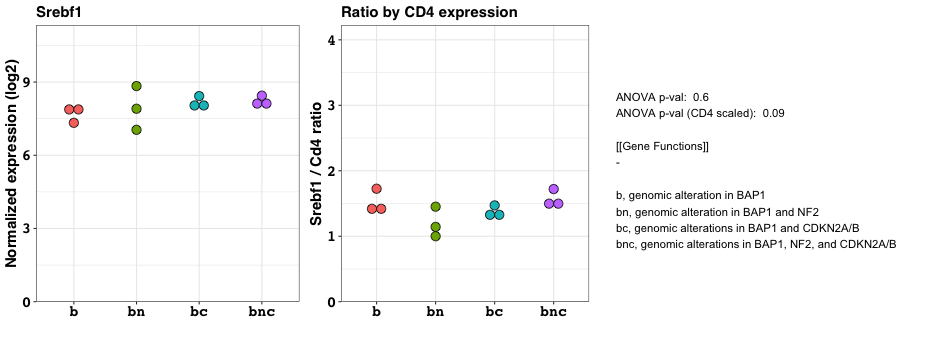 Srebf1
Normalized expression (log2)
9
6
3
0
b bn bc bnc
Ratio by CD4 expression
Srebf1 / Cd4 ratio
4
3
2
1
0
b bn bc bnc
ANOVA p-val: 0.6
ANOVA p-val (CD4 scaled): 0.09
[[Gene Functions]]
-
b, genomic alteration in BAP1
bn, genomic alteration in BAP1 and NF2
bc, genomic alterations in BAP1 and CDKN2A/B
bnc, genomic alterations in BAP1, NF2, and CDKN2A/B